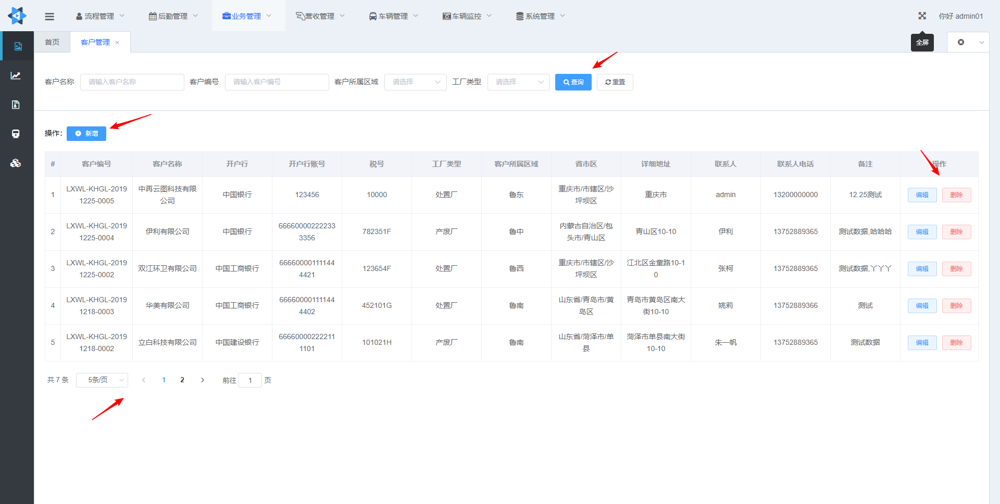 流程管理 后勤管理 业务管理 营收管理 车辆管理 车辆监控 系统管理 你好 admin01
首页 客户管理 × 全屏
客户名称 请输入客户名称 客户编号 请输入客户编号 客户所属区域 请选择 工厂类型 请选择 查询 重置
操作: 新增
# 客户编号 客户名称 开户行 开户行账号 税号 工厂类型 客户所属区域 省市区 详细地址 联系人 联系人电话 备注 操作
1 LXWL-KHGL-20191225-0005 中再云图科技有限公司 中国银行 123456 10000 处置厂 鲁东 重庆市/市辖区/沙坪坝区 重庆市 admin 13200000000 12.25测试 编辑 删除
2 LXWL-KHGL-20191225-0004 伊利有限公司 中国银行 666600002222333356 782351F 产废厂 鲁中 内蒙古自治区/包头市/青山区 青山区10-10 伊利 13752889365 测试数据,哈哈哈 编辑 删除
3 LXWL-KHGL-20191225-0002 双江环卫有限公司 中国工商银行 666600001111444421 123654F 处置厂 鲁西 重庆市/市辖区/沙坪坝区 江北区金童路10-10 张柯 13752889365 测试数据,丫丫丫 编辑 删除
4 LXWL-KHGL-20191218-0003 华美有限公司 中国工商银行 666600001111444402 452101G 处置厂 鲁南 山东省/青岛市/黄岛区 青岛市黄岛区南大街10-10 姚莉 13752889366 测试 编辑 删除
5 LXWL-KHGL-20191218-0002 立白科技有限公司 中国建设银行 666600002222111101 101021H 产废厂 鲁南 山东省/菏泽市/单县 菏泽市单县南大街10-10 朱一帆 13752889365 测试数据 编辑 删除
共 7 条 5条/页 1 2 前往 1 页